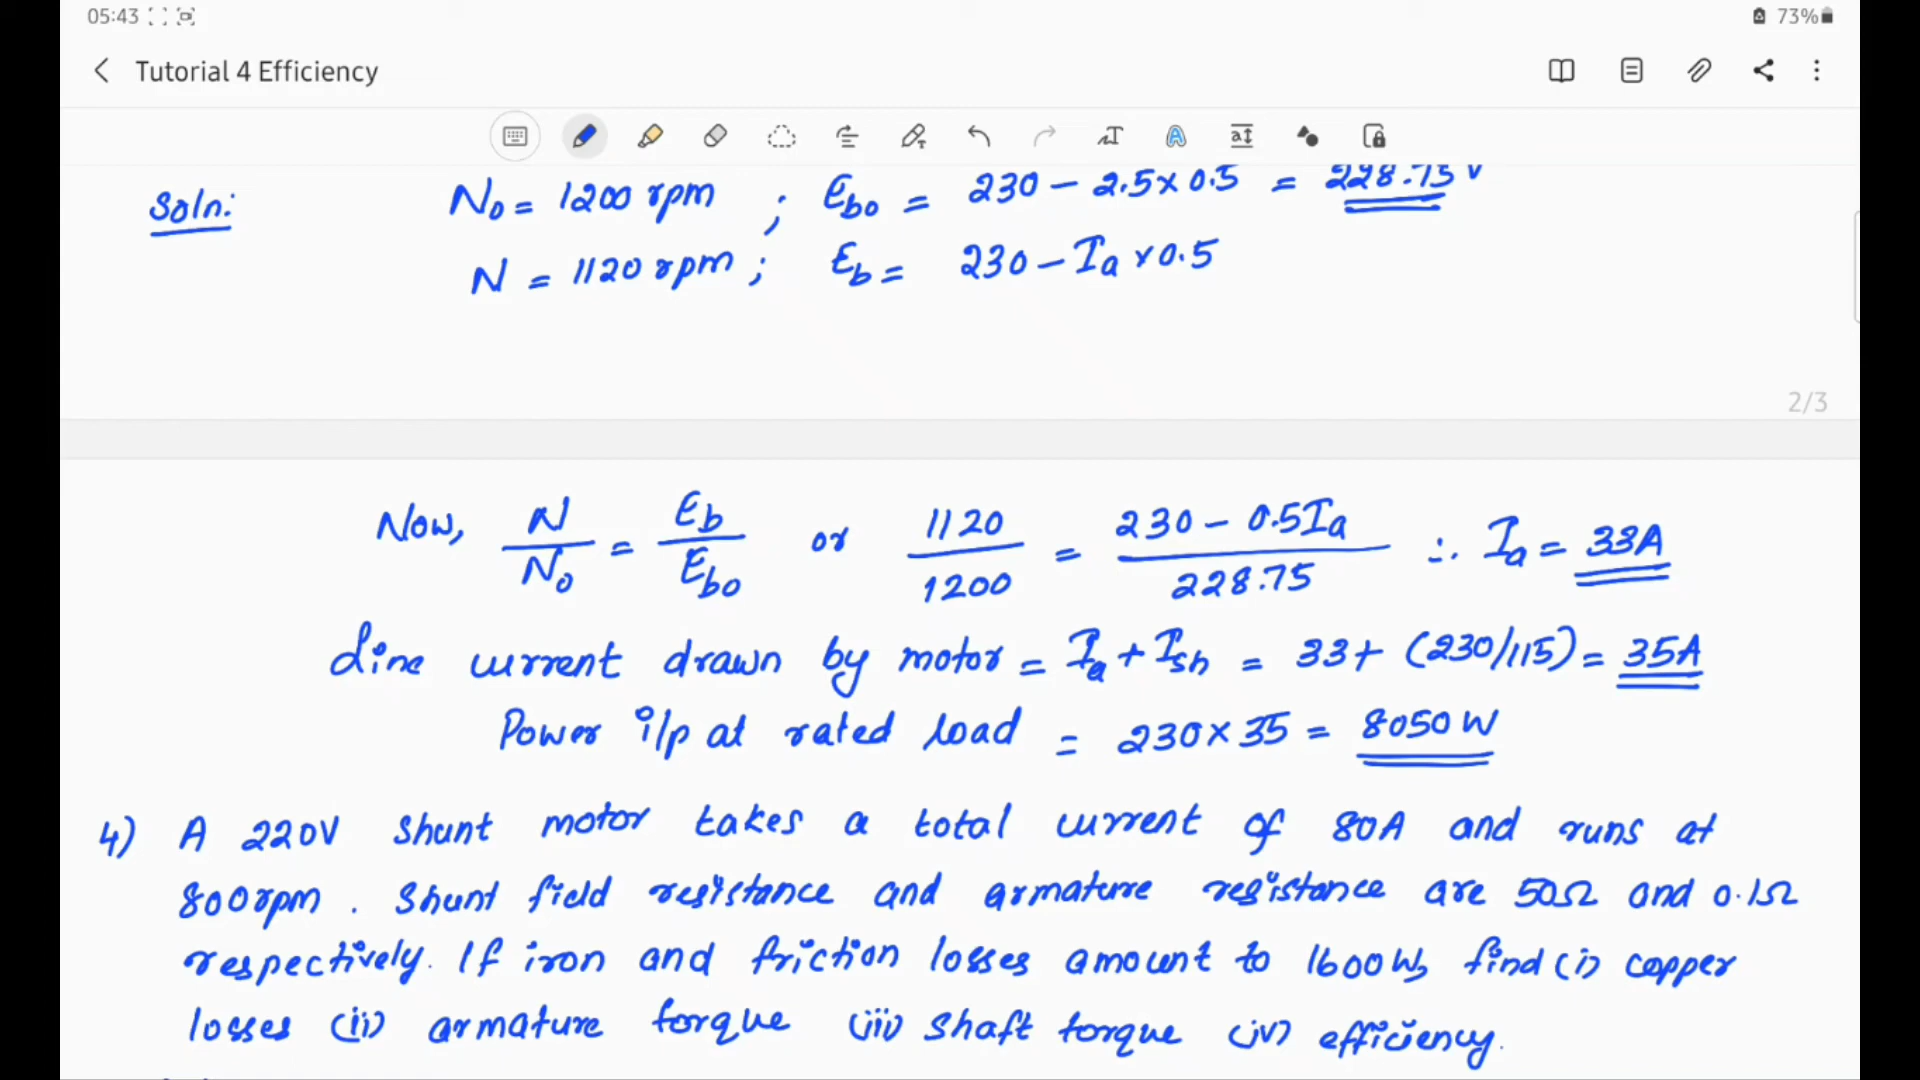 05:43 73%
Tutorial 4 Efficiency
Soln: N₀ = 1200 rpm ; E_b0 = 230 - 2.5 x 0.5 = 228.75 V
N = 1120 rpm ; E_b = 230 - I_a x 0.5
2/3
Now, N/N₀ = E_b/E_b0 or 1120/1200 = (230 - 0.5I_a)/228.75 ∴ I_a = 33A
Line current drawn by motor = I_a + I_sh = 33 + (230/115) = 35A
Power i/p at rated load = 230 x 35 = 8050 W
4) A 220V shunt motor takes a total current of 80A and runs at
800rpm. Shunt field resistance and armature resistance are 50Ω and 0.1Ω
respectively. If iron and friction losses amount to 1600W, find (i) copper
losses (ii) armature torque (iii) shaft torque (iv) efficiency.